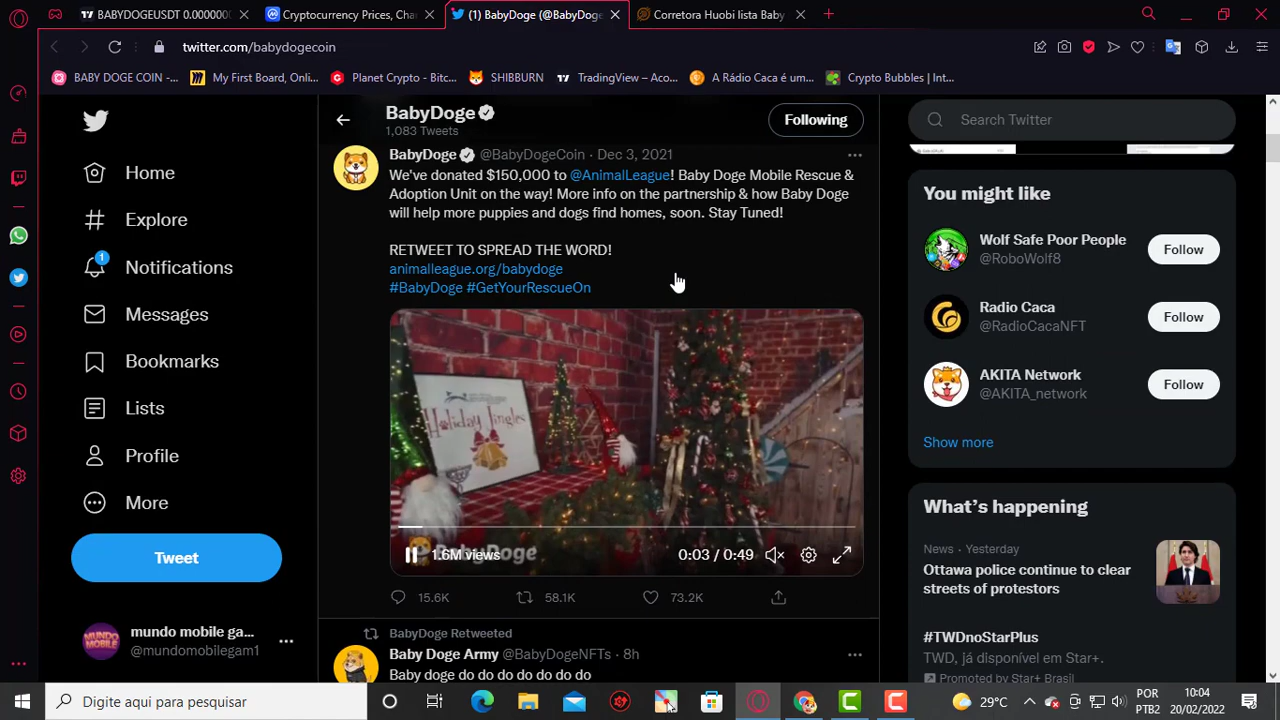 BABYDOGEUSDT 0.0000000
Cryptocurrency Prices, Char
(1) BabyDoge (@BabyDoge
Corretora Huobi lista Baby
twitter.com/babydogecoin
BABY DOGE COIN -...
My First Board, Onli...
Planet Crypto - Bitc...
SHIBBURN
TradingView – Aco...
A Rádio Caca é um...
Crypto Bubbles | Int...
BabyDoge
1,083 Tweets
Following
Search Twitter
Home
Explore
1
Notifications
Messages
Bookmarks
Lists
Profile
More
Tweet
mundo mobile ga...
@mundomobilegam1
BabyDoge @BabyDogeCoin · Dec 3, 2021
We've donated $150,000 to @AnimalLeague! Baby Doge Mobile Rescue &
Adoption Unit on the way! More info on the partnership & how Baby Doge
will help more puppies and dogs find homes, soon. Stay Tuned!
RETWEET TO SPREAD THE WORD!
animalleague.org/babydoge
#BabyDoge #GetYourRescueOn
Holiday Jingles
BabyDoge
1.6M views
0:03 / 0:49
15.6K
58.1K
73.2K
BabyDoge Retweeted
Baby Doge Army @BabyDogeNFTs · 8h
Baby doge do do do do do do do
You might like
Wolf Safe Poor People
@RoboWolf8
Follow
Radio Caca
@RadioCacaNFT
Follow
AKITA Network
@AKITA_network
Follow
Show more
What's happening
News · Yesterday
Ottawa police continue to clear
streets of protestors
#TWDnoStarPlus
TWD, já disponível em Star+.
Promoted by Star+ Brasil
Digite aqui para pesquisar
29°C
POR
PTB2
10:04
20/02/2022